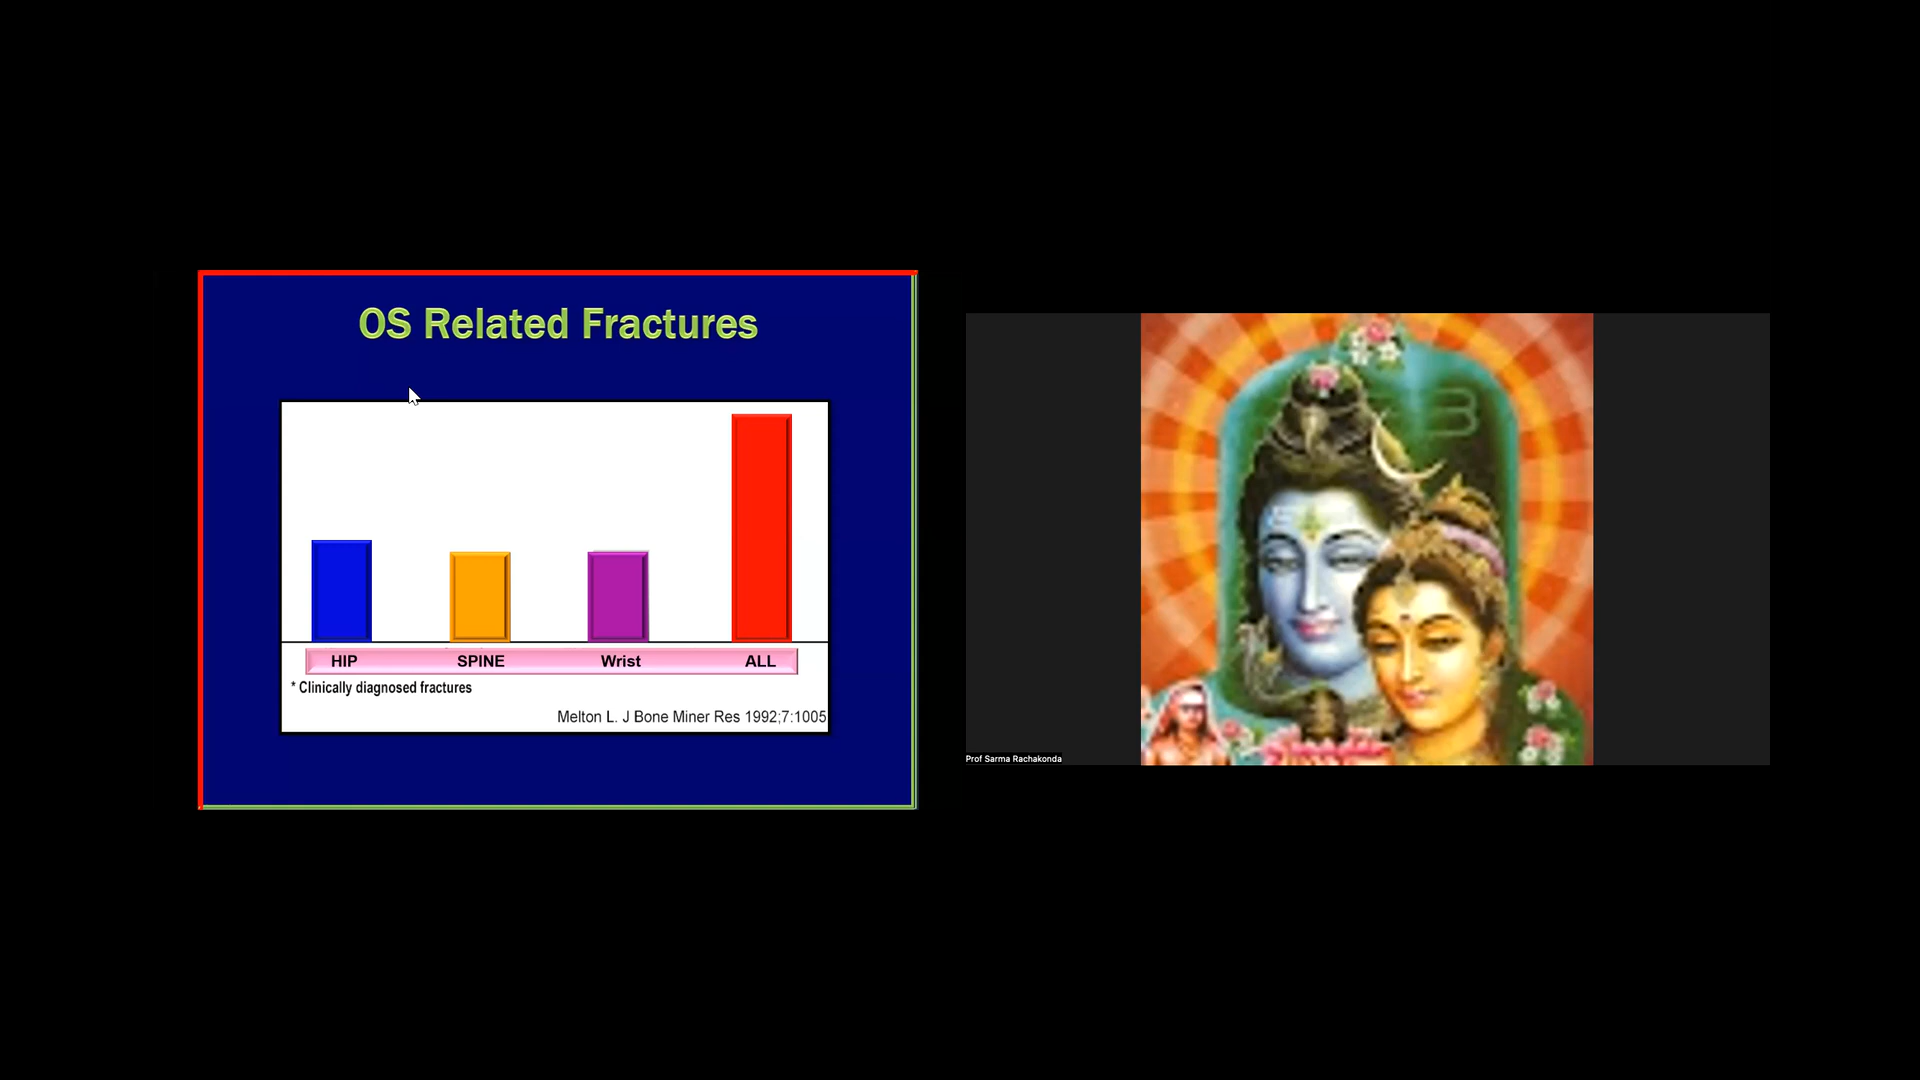 OS Related Fractures
HIP SPINE Wrist ALL
* Clinically diagnosed fractures
Melton L. J Bone Miner Res 1992;7:1005
Prof Sarma Rachakonda